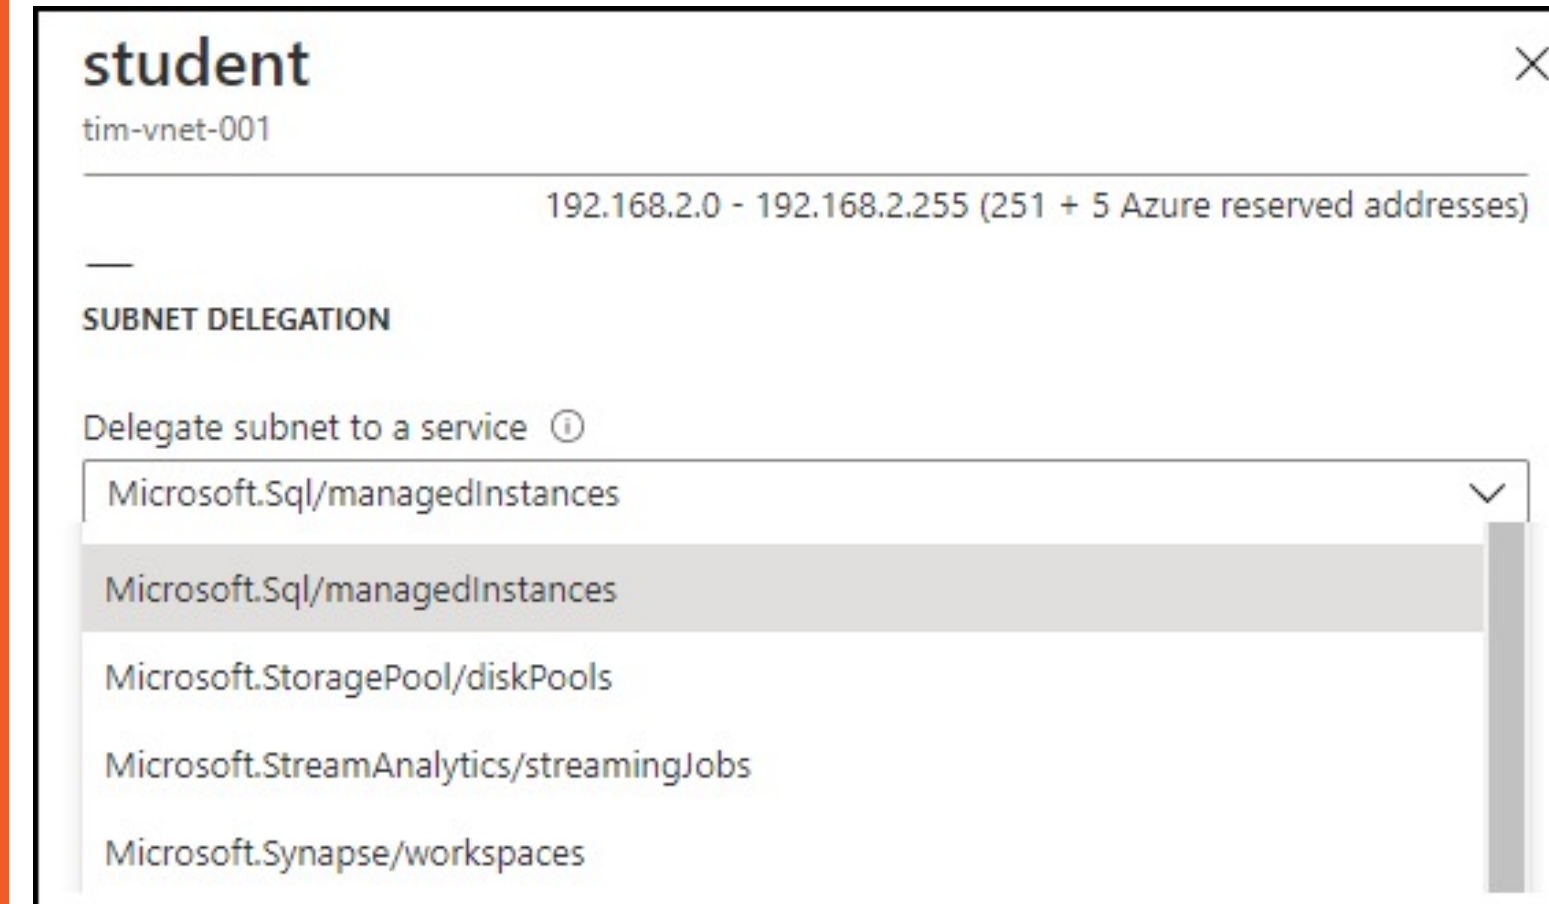 student
tim-vnet-001
192.168.2.0 - 192.168.2.255 (251 + 5 Azure reserved addresses)
SUBNET DELEGATION
Delegate subnet to a service
Microsoft.Sql/managedInstances
Microsoft.Sql/managedInstances
Microsoft.StoragePool/diskPools
Microsoft.StreamAnalytics/streamingJobs
Microsoft.Synapse/workspaces